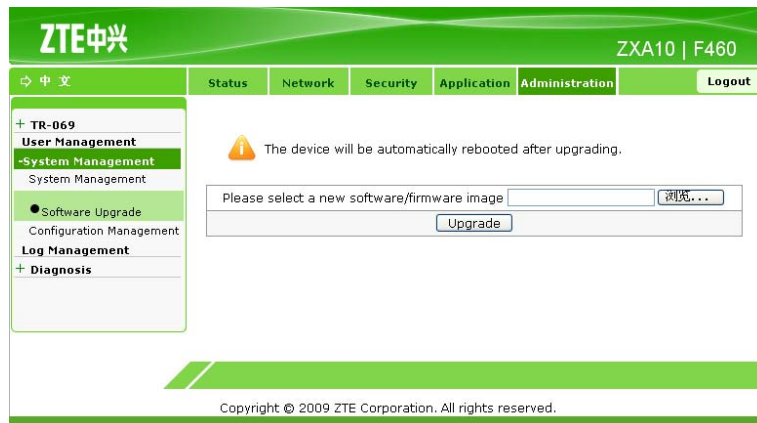 ZTE中兴
ZXA10 | F460
中 文
Status Network Security Application Administration Logout
+ TR-069
User Management
-System Management
System Management
Software Upgrade
Configuration Management
Log Management
+ Diagnosis
The device will be automatically rebooted after upgrading.
Please select a new software/firmware image 浏览...
Upgrade
Copyright © 2009 ZTE Corporation. All rights reserved.